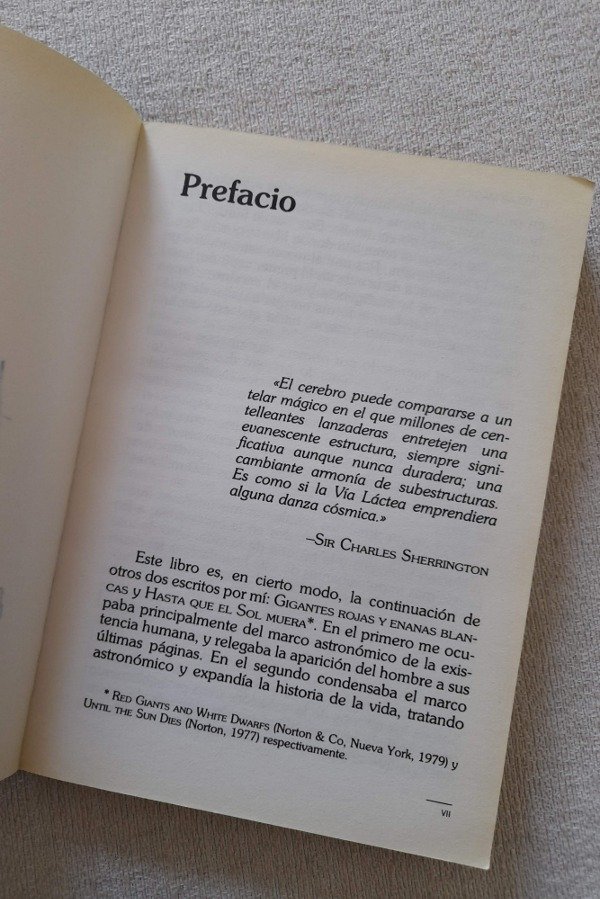 Prefacio
«El cerebro puede compararse a un
telar mágico en el que millones de cen-
telleantes lanzaderas entretejen una
evanescente estructura, siempre signi-
ficativa aunque nunca duradera; una
cambiante armonía de subestructuras.
Es como si la Vía Láctea emprendiera
alguna danza cósmica.»
–SIR CHARLES SHERRINGTON
Este libro es, en cierto modo, la continuación de
otros dos escritos por mí: GIGANTES ROJAS Y ENANAS BLAN-
CAS y HASTA QUE EL SOL MUERA*. En el primero me ocu-
paba principalmente del marco astronómico de la exis-
tencia humana, y relegaba la aparición del hombre a sus
últimas páginas. En el segundo condensaba el marco
astronómico y expandía la historia de la vida, tratando
* RED GIANTS AND WHITE DWARFS (Norton & Co, Nueva York, 1979) y
UNTIL THE SUN DIES (Norton, 1977) respectivamente.
VII